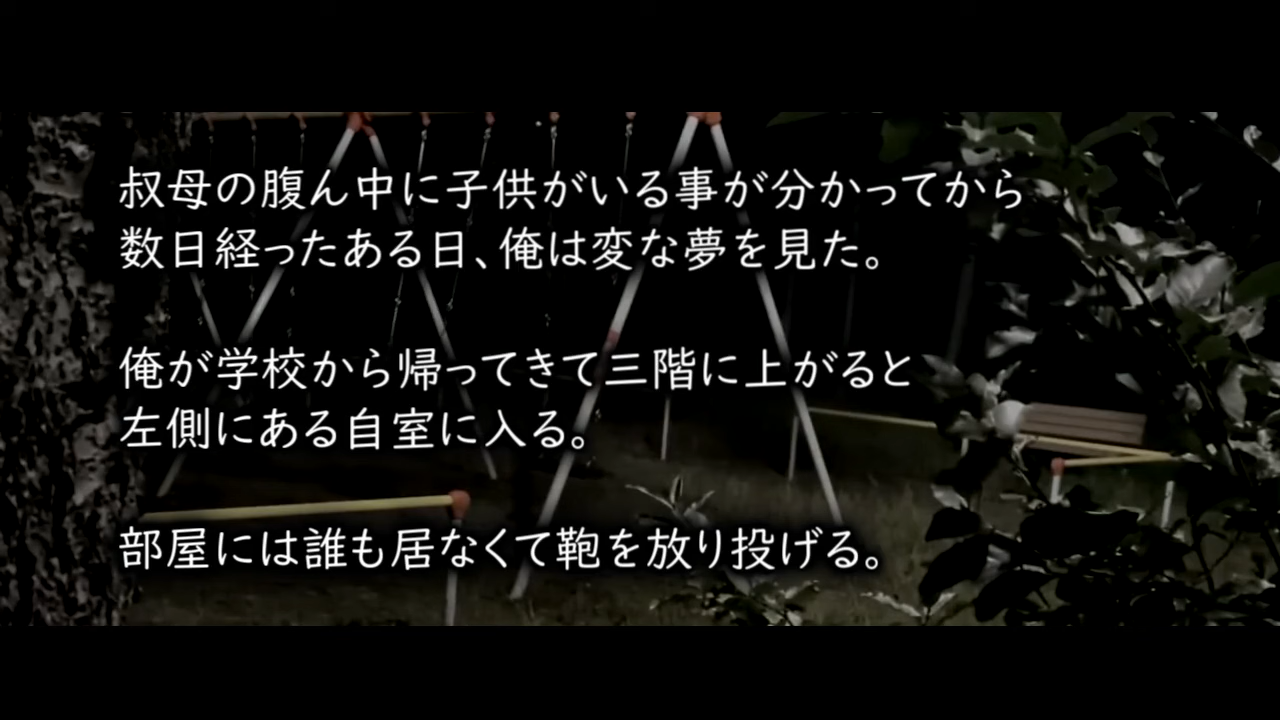 叔母の腹ん中に子供がいる事が分かってから
数日経ったある日、俺は変な夢を見た。
俺が学校から帰ってきて三階に上がると
左側にある自室に入る。
部屋には誰も居なくて鞄を放り投げる。